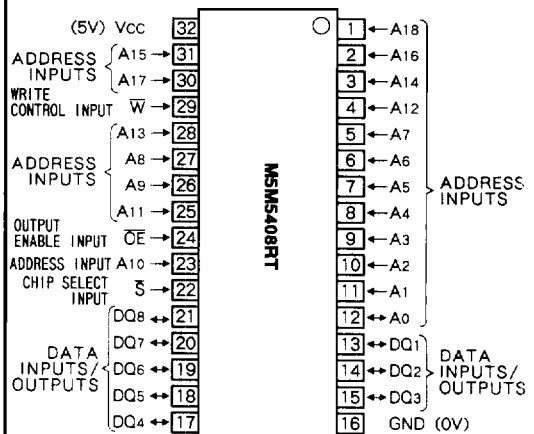 (5V) Vcc 32 1 A18
ADDRESS INPUTS A15 31 2 A16
A17 30 3 A14
WRITE CONTROL INPUT W̅ 29 4 A12
ADDRESS INPUTS A13 28 5 A7
A8 27 6 A6
A9 26 7 A5
A11 25 8 A4
OUTPUT ENABLE INPUT O̅E̅ 24 9 A3
ADDRESS INPUT A10 23 10 A2
CHIP SELECT INPUT S̅ 22 11 A1
DQ8 21 12 A0
ADDRESS INPUTS
M5M5408RT
DATA INPUTS/OUTPUTS DQ7 20 13 DQ1
DQ6 19 14 DQ2 DATA INPUTS/OUTPUTS
DQ5 18 15 DQ3
DQ4 17 16 GND (0V)